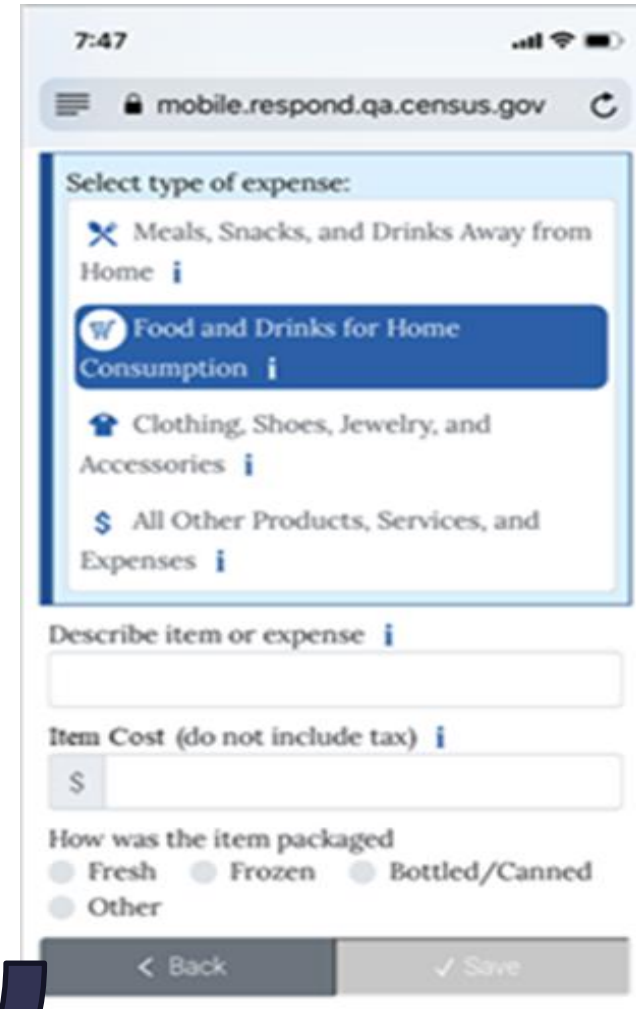 7:47
mobile.respond.qa.census.gov
Select type of expense:
Meals, Snacks, and Drinks Away from
Home i
Food and Drinks for Home
Consumption i
Clothing, Shoes, Jewelry, and
Accessories i
$ All Other Products, Services, and
Expenses i
Describe item or expense i
Item Cost (do not include tax) i
$
How was the item packaged
Fresh Frozen Bottled/Canned
Other
< Back ✓ Save